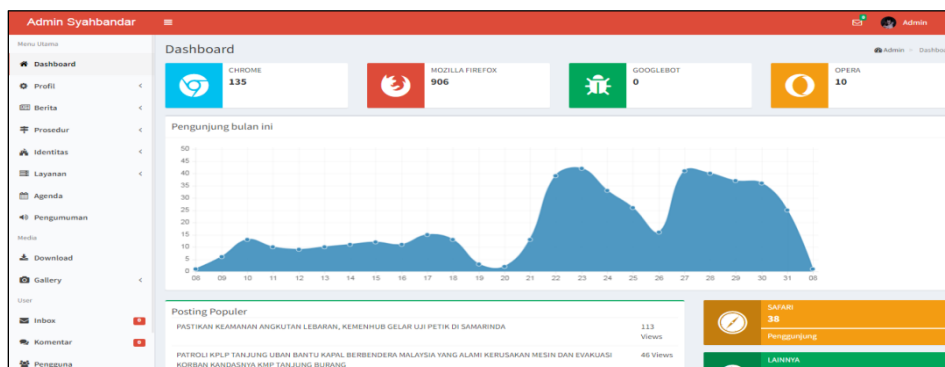 Admin Syahbandar
Admin
Menu Utama
Dashboard
Profil
Berita
Prosedur
Identitas
Layanan
Agenda
Pengumuman
Media
Download
Gallery
User
Inbox
Komentar
Pengguna
Dashboard
Admin > Dashboa
CHROME
135
MOZILLA FIREFOX
906
GOOGLEBOT
0
OPERA
10
Pengunjung bulan ini
50
45
40
35
30
25
20
15
10
5
0
08 09 10 11 12 13 14 15 16 17 18 19 20 21 22 23 24 25 26 27 28 29 30 31 08
Posting Populer
PASTIKAN KEAMANAN ANGKUTAN LEBARAN, KEMENHUB GELAR UJI PETIK DI SAMARINDA
113
Views
PATROLI KPLP TANJUNG UBAN BANTU KAPAL BERBENDERA MALAYSIA YANG ALAMI KERUSAKAN MESIN DAN EVAKUASI
KORBAN KANDASNYA KMP TANJUNG BURANG
46 Views
SAFARI
38
Penggunjung
LAINNYA